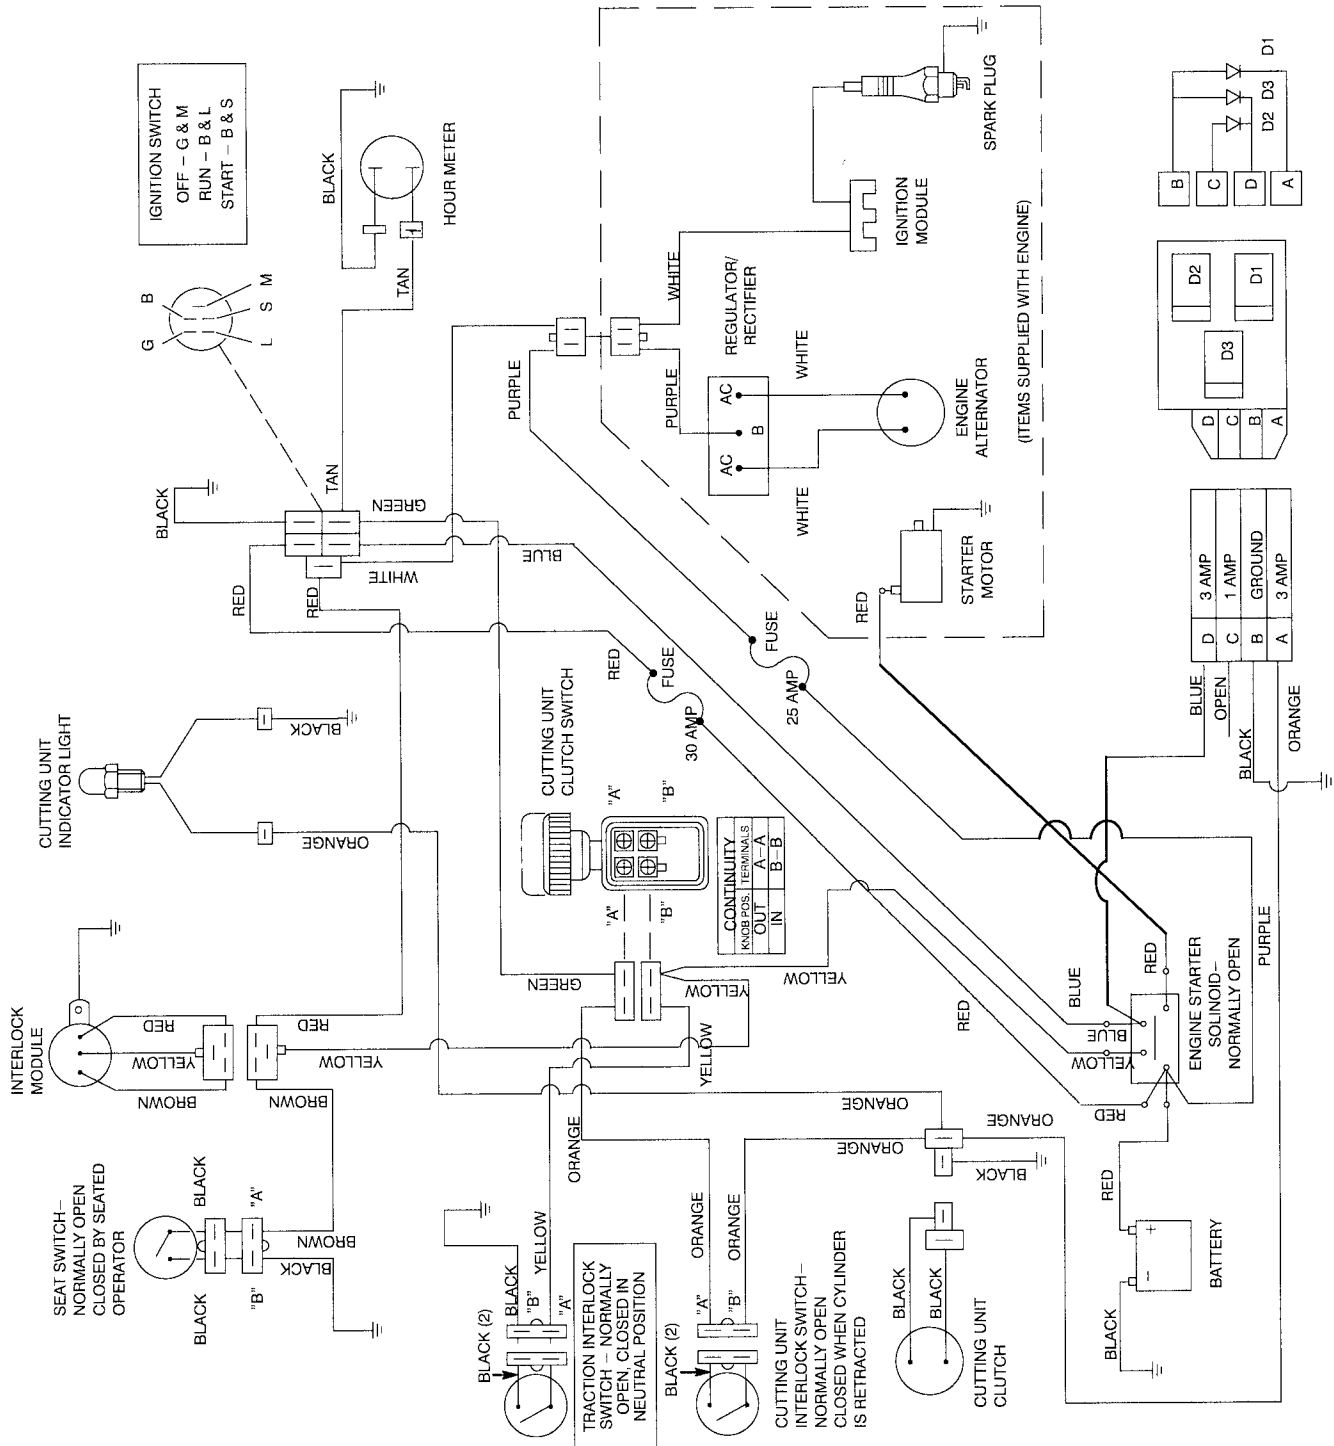 IGNITION SWITCH
OFF – G & M
RUN – B & L
START – B & S
G
B
M
S
L
BLACK
HOUR METER
TAN
TAN
BLACK
GREEN
BLUE
WHITE
RED
RED
RED
FUSE
30 AMP
PURPLE
FUSE
25 AMP
SPARK PLUG
IGNITION
MODULE
WHITE
REGULATOR/
RECTIFIER
PURPLE
AC
B
AC
WHITE
WHITE
ENGINE
ALTERNATOR
(ITEMS SUPPLIED WITH ENGINE)
STARTER
MOTOR
RED
D1
D3
D2
B
C
D
A
D2
D1
D3
D
C
B
A
D
3 AMP
C
1 AMP
B
GROUND
A
3 AMP
BLUE
OPEN
BLACK
ORANGE
CUTTING UNIT
INDICATOR LIGHT
BLACK
ORANGE
CUTTING UNIT
CLUTCH SWITCH
"A"
"B"
"A"
"B"
CONTINUITY
KNOB POS.
TERMINALS
OUT
A–A
IN
B–B
GREEN
YELLOW
YELLOW
YELLOW
INTERLOCK
MODULE
RED
YELLOW
BROWN
RED
YELLOW
BROWN
SEAT SWITCH–
NORMALLY OPEN
CLOSED BY SEATED
OPERATOR
BLACK
BLACK
"A"
"B"
BROWN
BLACK
ORANGE
YELLOW
BLACK
BLACK (2)
"B"
"A"
TRACTION INTERLOCK
SWITCH – NORMALLY
OPEN, CLOSED IN
NEUTRAL POSITION
ORANGE
ORANGE
BLACK (2)
"A"
"B"
CUTTING UNIT
INTERLOCK SWITCH–
NORMALLY OPEN
CLOSED WHEN CYLINDER
IS RETRACTED
ORANGE
ORANGE
ORANGE
BLACK
BLACK
BLACK
CUTTING UNIT
CLUTCH
RED
BLUE
BLUE
YELLOW
RED
RED
ENGINE STARTER
SOLINOID–
NORMALLY OPEN
PURPLE
RED
+
-
BATTERY
BLACK